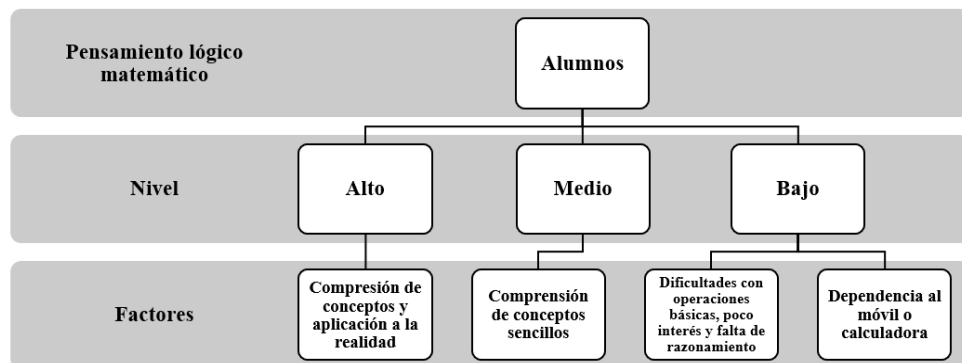 Pensamiento lógico
matemático
Alumnos
Nivel
Alto
Medio
Bajo
Factores
Compresión de
conceptos y
aplicación a la
realidad
Comprensión
de conceptos
sencillos
Dificultades con
operaciones
básicas, poco
interés y falta de
razonamiento
Dependencia al
móvil o
calculadora